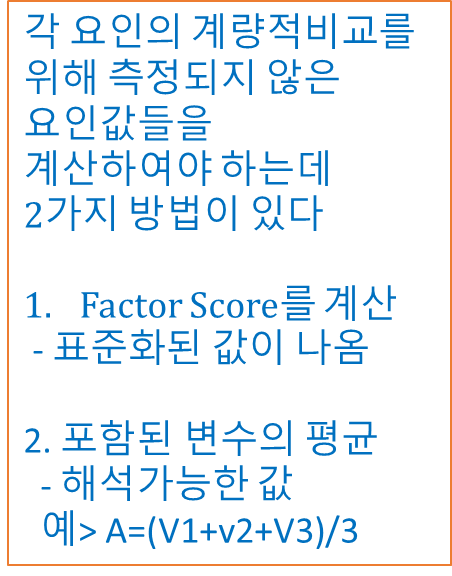 각 요인의 계량적비교를
위해 측정되지 않은
요인값들을
계산하여야 하는데
2가지 방법이 있다
1. Factor Score를 계산
- 표준화된 값이 나옴
2. 포함된 변수의 평균
- 해석가능한 값
예> A=(V1+v2+V3)/3